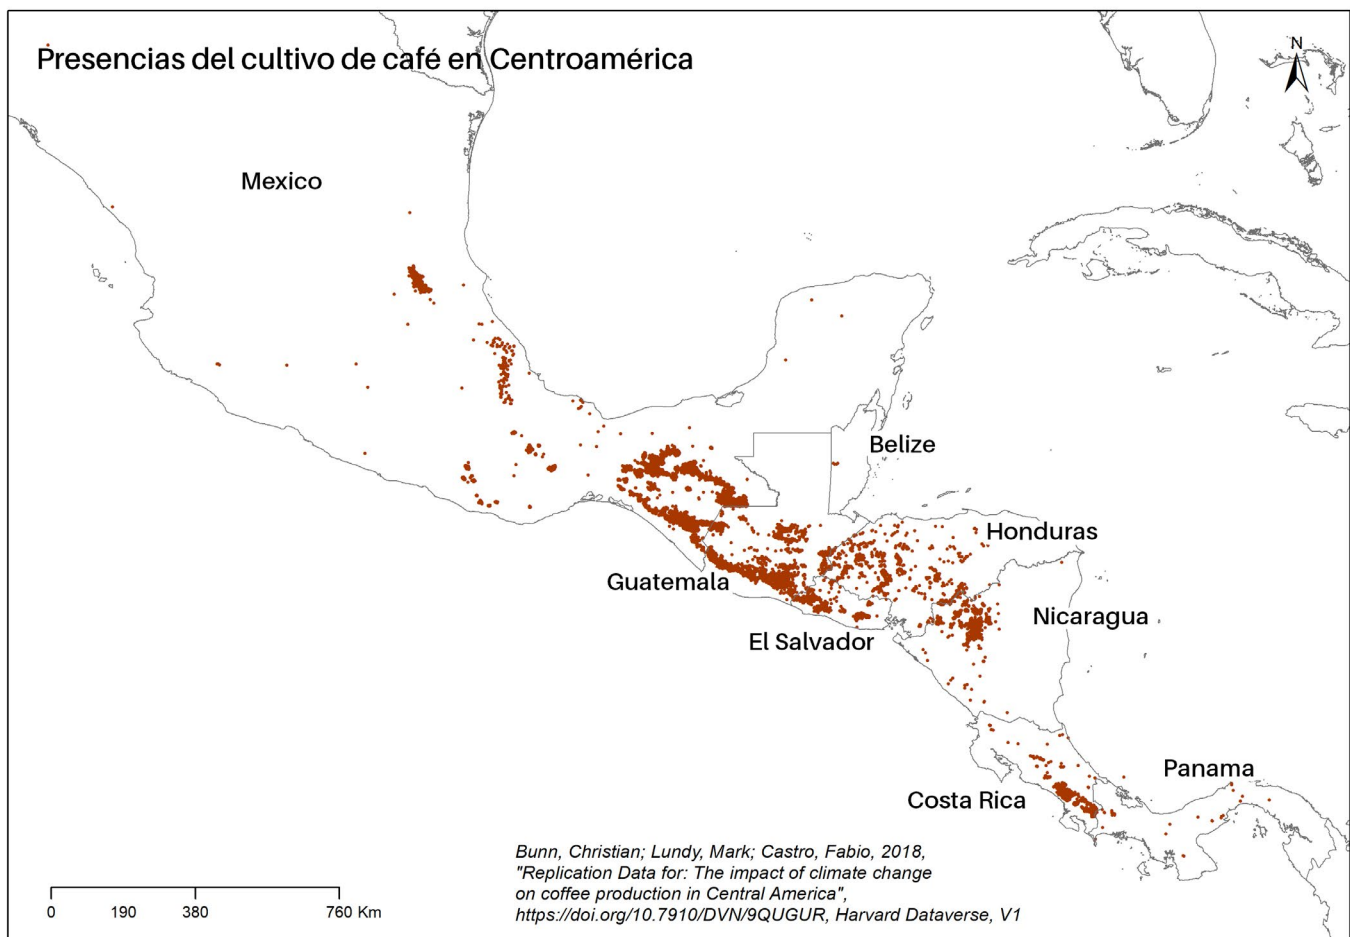 Presencias del cultivo de café en Centroamérica
N
Mexico
Belize
Honduras
Guatemala
Nicaragua
El Salvador
Panama
Costa Rica
Bunn, Christian; Lundy, Mark; Castro, Fabio, 2018,
"Replication Data for: The impact of climate change
on coffee production in Central America",
https://doi.org/10.7910/DVN/9QUGUR, Harvard Dataverse, V1
0 190 380 760 Km